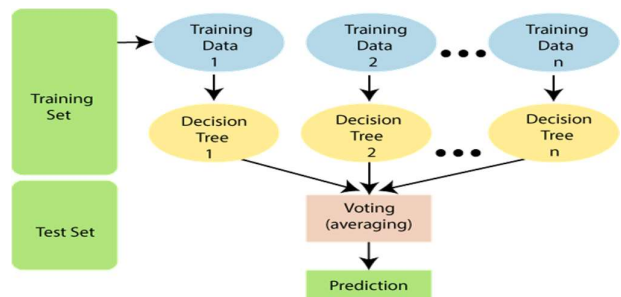 Training
Set
Training
Data
1
Training
Data
2
Training
Data
n
Decision
Tree
1
Decision
Tree
2
Decision
Tree
n
Test Set
Voting
(averaging)
Prediction